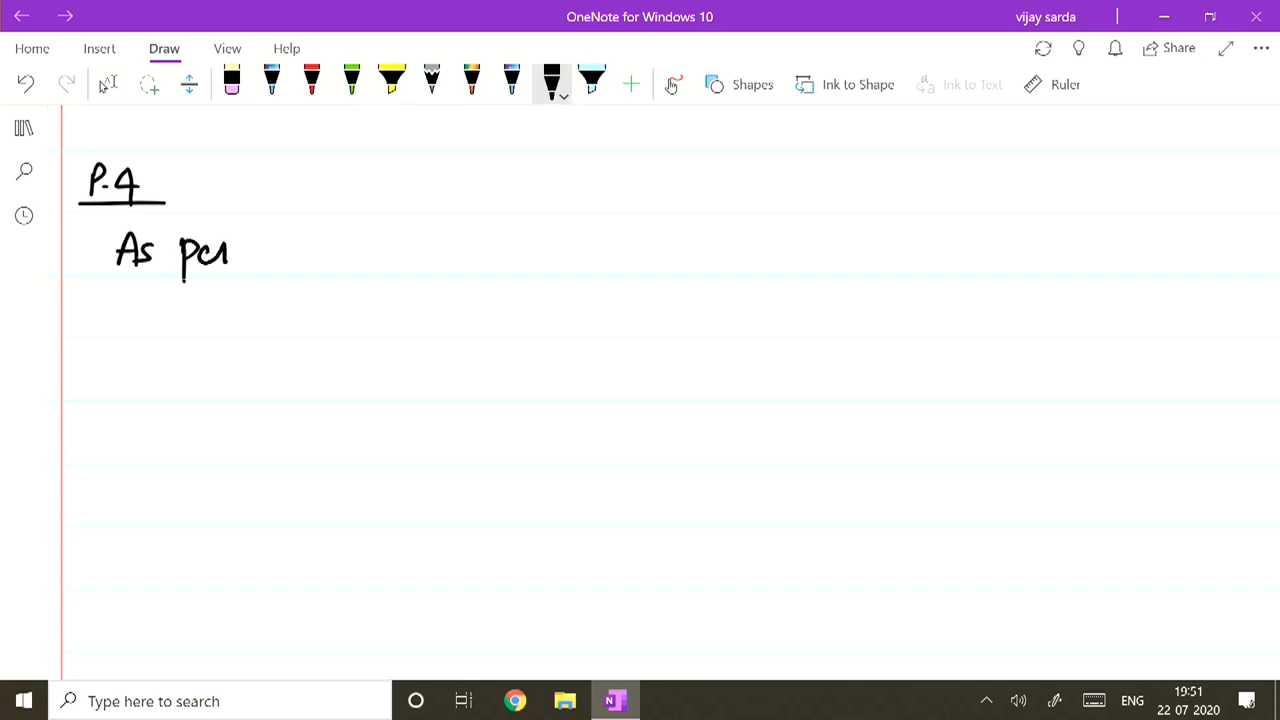 OneNote for Windows 10
vijay sarda
Home Insert Draw View Help
Share
Shapes Ink to Shape Ink to Text Ruler
P.4
As per
Type here to search
ENG
19:51
22-07-2020